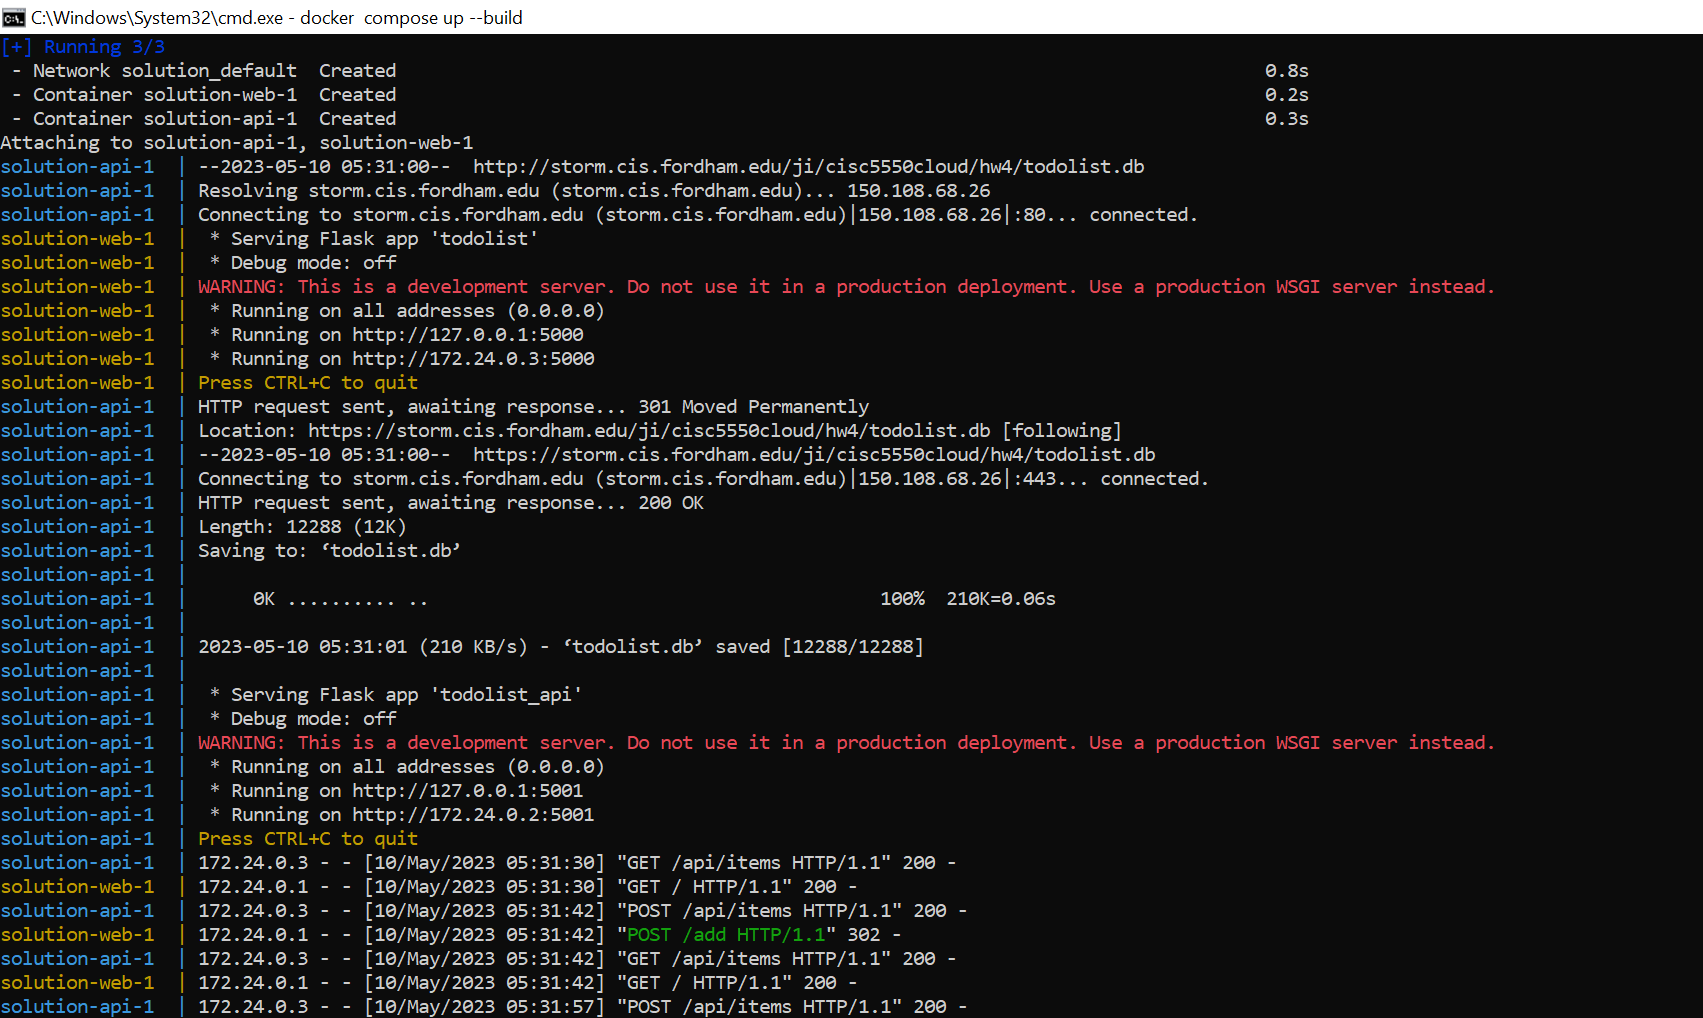 C:\Windows\System32\cmd.exe - docker  compose up --build
[+] Running 3/3
 - Network solution_default  Created                                                                               0.8s
 - Container solution-web-1  Created                                                                               0.2s
 - Container solution-api-1  Created                                                                               0.3s
Attaching to solution-api-1, solution-web-1
solution-api-1  | --2023-05-10 05:31:00--  http://storm.cis.fordham.edu/ji/cisc5550cloud/hw4/todolist.db
solution-api-1  | Resolving storm.cis.fordham.edu (storm.cis.fordham.edu)... 150.108.68.26
solution-api-1  | Connecting to storm.cis.fordham.edu (storm.cis.fordham.edu)|150.108.68.26|:80... connected.
solution-web-1  |  * Serving Flask app 'todolist'
solution-web-1  |  * Debug mode: off
solution-web-1  | WARNING: This is a development server. Do not use it in a production deployment. Use a production WSGI server instead.
solution-web-1  |  * Running on all addresses (0.0.0.0)
solution-web-1  |  * Running on http://127.0.0.1:5000
solution-web-1  |  * Running on http://172.24.0.3:5000
solution-web-1  | Press CTRL+C to quit
solution-api-1  | HTTP request sent, awaiting response... 301 Moved Permanently
solution-api-1  | Location: https://storm.cis.fordham.edu/ji/cisc5550cloud/hw4/todolist.db [following]
solution-api-1  | --2023-05-10 05:31:00--  https://storm.cis.fordham.edu/ji/cisc5550cloud/hw4/todolist.db
solution-api-1  | Connecting to storm.cis.fordham.edu (storm.cis.fordham.edu)|150.108.68.26|:443... connected.
solution-api-1  | HTTP request sent, awaiting response... 200 OK
solution-api-1  | Length: 12288 (12K)
solution-api-1  | Saving to: ‘todolist.db’
solution-api-1  |
solution-api-1  |      0K .......... ..                                         100%  210K=0.06s
solution-api-1  |
solution-api-1  | 2023-05-10 05:31:01 (210 KB/s) - ‘todolist.db’ saved [12288/12288]
solution-api-1  |
solution-api-1  |  * Serving Flask app 'todolist_api'
solution-api-1  |  * Debug mode: off
solution-api-1  | WARNING: This is a development server. Do not use it in a production deployment. Use a production WSGI server instead.
solution-api-1  |  * Running on all addresses (0.0.0.0)
solution-api-1  |  * Running on http://127.0.0.1:5001
solution-api-1  |  * Running on http://172.24.0.2:5001
solution-api-1  | Press CTRL+C to quit
solution-api-1  | 172.24.0.3 - - [10/May/2023 05:31:30] "GET /api/items HTTP/1.1" 200 -
solution-web-1  | 172.24.0.1 - - [10/May/2023 05:31:30] "GET / HTTP/1.1" 200 -
solution-api-1  | 172.24.0.3 - - [10/May/2023 05:31:42] "POST /api/items HTTP/1.1" 200 -
solution-web-1  | 172.24.0.1 - - [10/May/2023 05:31:42] "POST /add HTTP/1.1" 302 -
solution-api-1  | 172.24.0.3 - - [10/May/2023 05:31:42] "GET /api/items HTTP/1.1" 200 -
solution-web-1  | 172.24.0.1 - - [10/May/2023 05:31:42] "GET / HTTP/1.1" 200 -
solution-api-1  | 172.24.0.3 - - [10/May/2023 05:31:57] "POST /api/items HTTP/1.1" 200 -